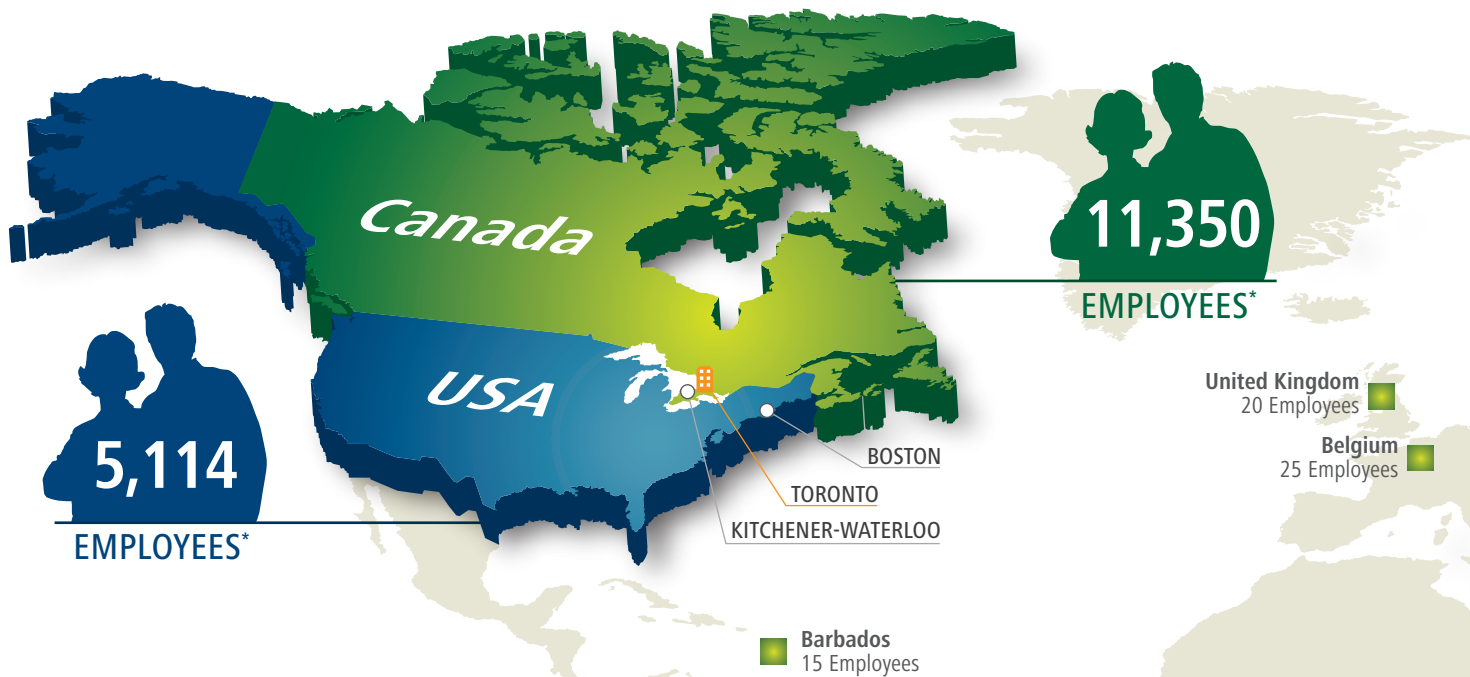 Canada
11,350
EMPLOYEES*
USA
5,114
EMPLOYEES*
BOSTON
TORONTO
KITCHENER-WATERLOO
United Kingdom
20 Employees
Belgium
25 Employees
Barbados
15 Employees